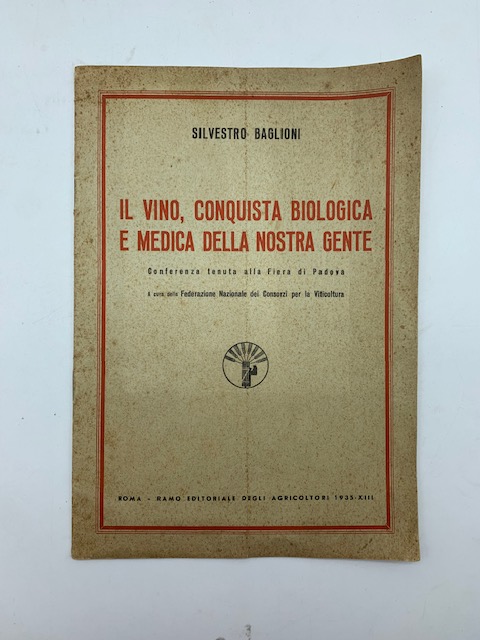 SILVESTRO BAGLIONI
IL VINO, CONQUISTA BIOLOGICA
E MEDICA DELLA NOSTRA GENTE
Conferenza tenuta alla Fiera di Padova
A cura della Federazione Nazionale dei Consorzi per la Viticoltura
ROMA - RAMO EDITORIALE DEGLI AGRICOLTORI 1935-XIII